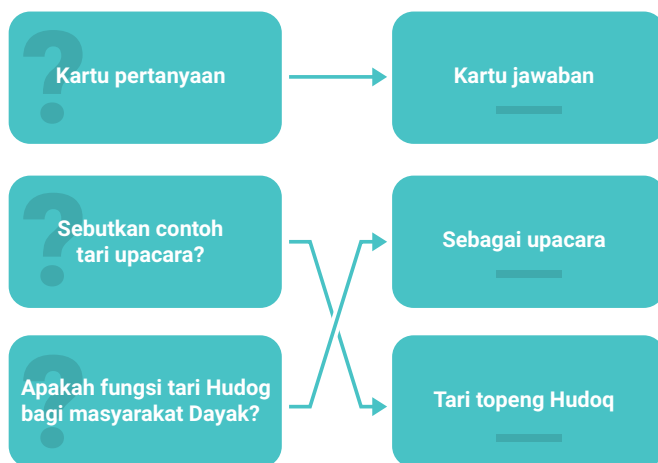 Kartu pertanyaan
Kartu jawaban
Sebutkan contoh
tari upacara?
Sebagai upacara
Apakah fungsi tari Hudog
bagi masyarakat Dayak?
Tari topeng Hudoq